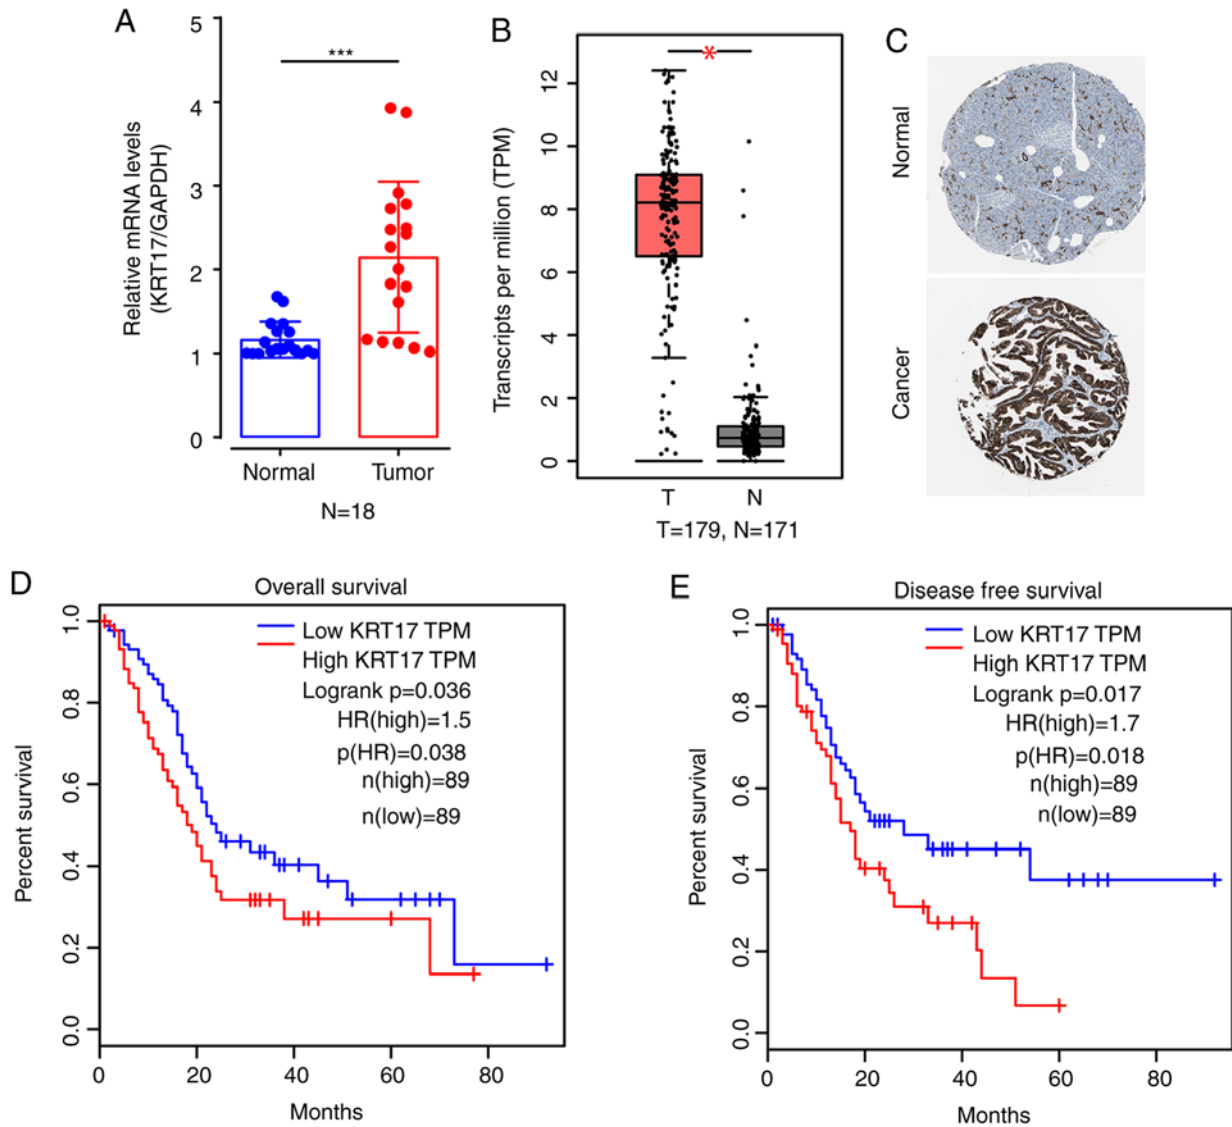 A
5
4
3
2
1
0
Relative mRNA levels
(KRT17/GAPDH)
***
Normal
Tumor
N=18
B
12
10
8
6
4
2
0
Transcripts per million (TPM)
*
T
N
T=179, N=171
C
Normal
Cancer
D
Overall survival
1.0
0.8
0.6
0.4
0.2
0.0
Percent survival
Low KRT17 TPM
High KRT17 TPM
Logrank p=0.036
HR(high)=1.5
p(HR)=0.038
n(high)=89
n(low)=89
0
20
40
60
80
Months
E
Disease free survival
1.0
0.8
0.6
0.4
0.2
0.0
Percent survival
Low KRT17 TPM
High KRT17 TPM
Logrank p=0.017
HR(high)=1.7
p(HR)=0.018
n(high)=89
n(low)=89
0
20
40
60
80
Months